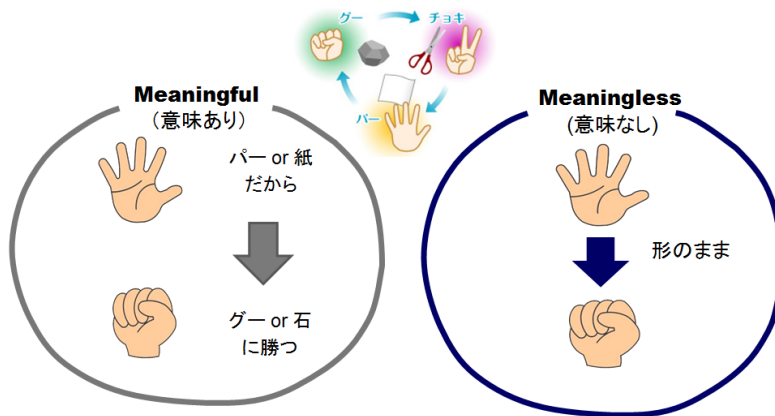 グー
チョキ
パー
Meaningful
（意味あり）
パー or 紙
だから
グー or 石
に勝つ
Meaningless
(意味なし)
形のまま